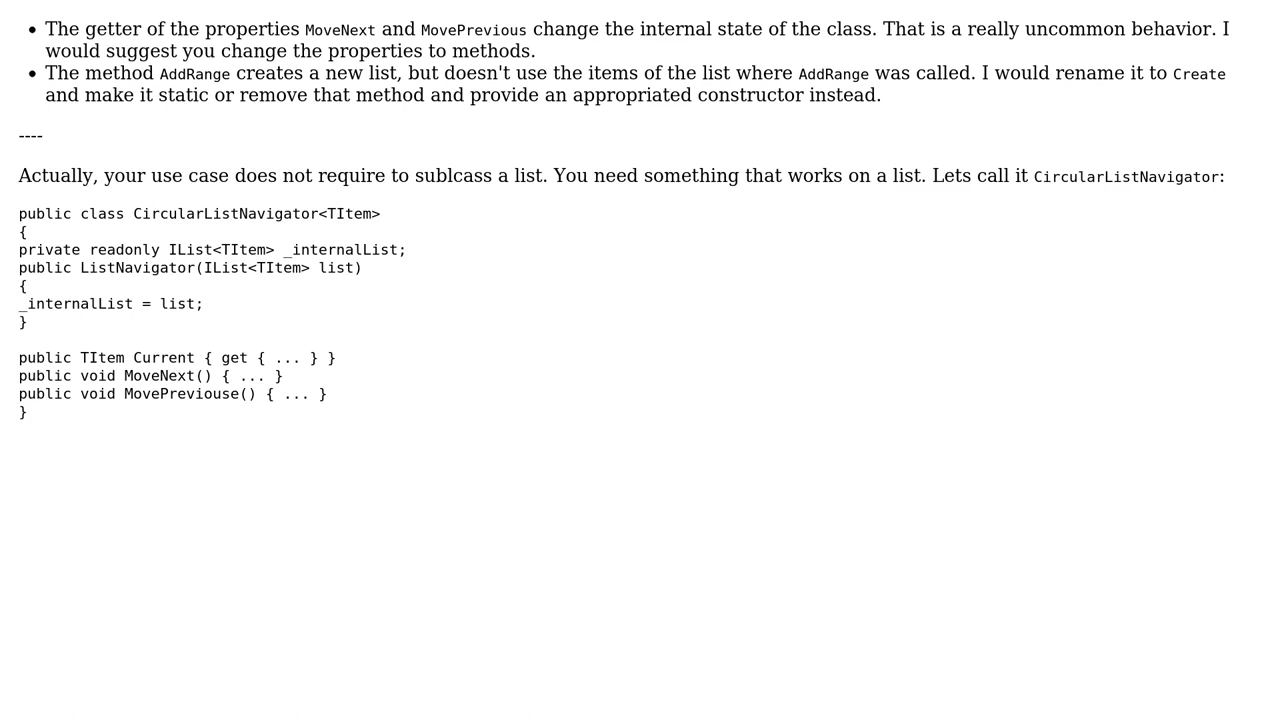 The getter of the properties MoveNext and MovePrevious change the internal state of the class. That is a really uncommon behavior. I
would suggest you change the properties to methods.
The method AddRange creates a new list, but doesn't use the items of the list where AddRange was called. I would rename it to Create
and make it static or remove that method and provide an appropriated constructor instead.
----
Actually, your use case does not require to sublcass a list. You need something that works on a list. Lets call it CircularListNavigator:
public class CircularListNavigator<TItem>
{
private readonly IList<TItem> _internalList;
public ListNavigator(IList<TItem> list)
{
_internalList = list;
}
public TItem Current { get { ... } }
public void MoveNext() { ... }
public void MovePreviouse() { ... }
}